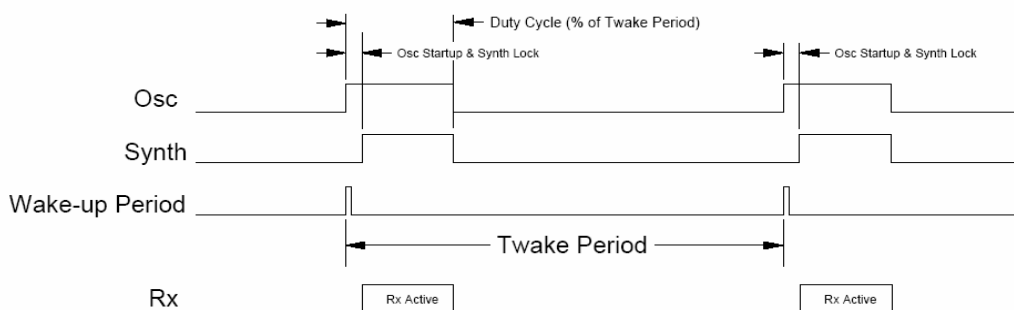 Duty Cycle (% of Twake Period)
Osc Startup & Synth Lock
Osc Startup & Synth Lock
Osc
Synth
Wake-up Period
Twake Period
Rx
Rx Active
Rx Active